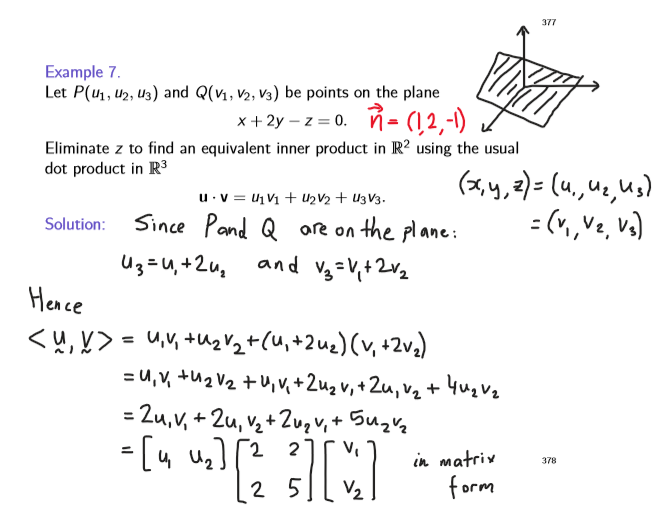 377
Example 7.
Let P(u₁, u₂, u₃) and Q(v₁, v₂, v₃) be points on the plane
x + 2y − z = 0. n⃗ = (1,2,-1)
Eliminate z to find an equivalent inner product in ℝ² using the usual
dot product in ℝ³
u · v = u₁v₁ + u₂v₂ + u₃v₃.
(x,y,z) = (u₁, u₂, u₃)
= (v₁, v₂, v₃)
Solution: Since P and Q are on the plane:
u₃ = u₁ + 2u₂ and v₃ = v₁ + 2v₂
Hence
<u, v> = u₁v₁ + u₂v₂ + (u₁ + 2u₂)(v₁ + 2v₂)
= u₁v₁ + u₂v₂ + u₁v₁ + 2u₂v₁ + 2u₁v₂ + 4u₂v₂
= 2u₁v₁ + 2u₁v₂ + 2u₂v₁ + 5u₂v₂
= [u₁ u₂] [2 2] [v₁] in matrix
[2 5] [v₂] form
378